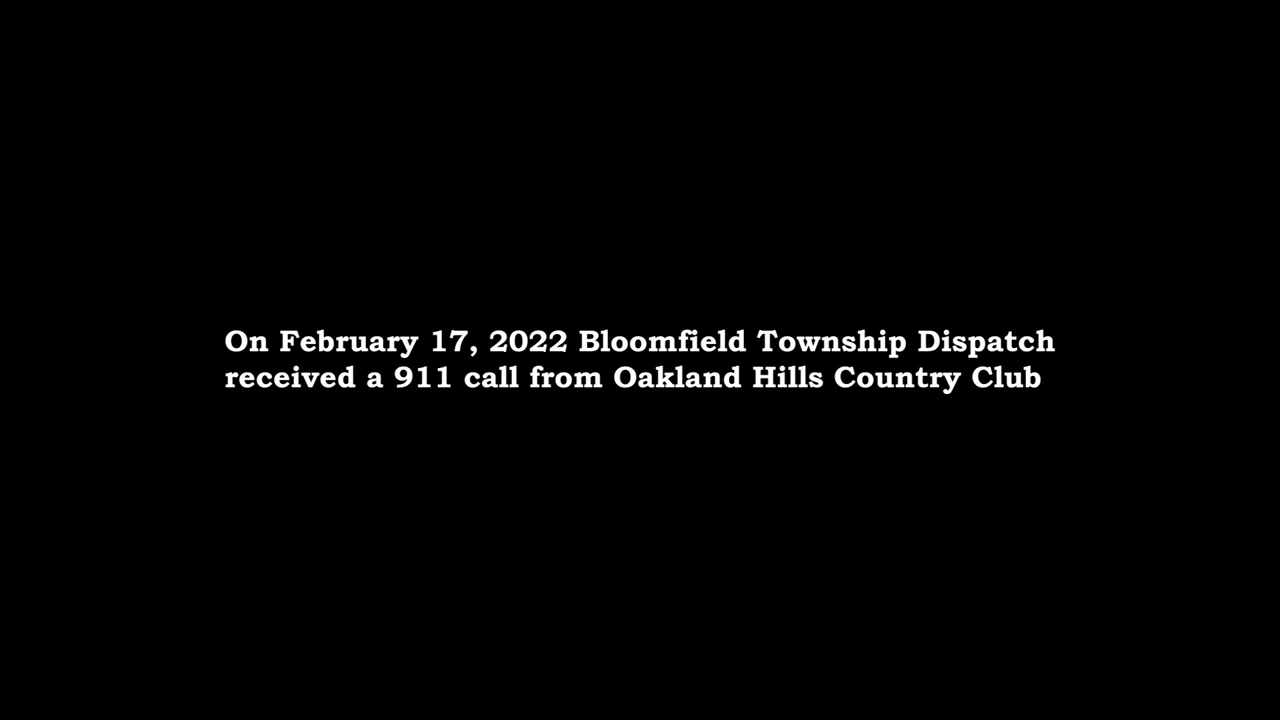 On February 17, 2022 Bloomfield Township Dispatch
received a 911 call from Oakland Hills Country Club